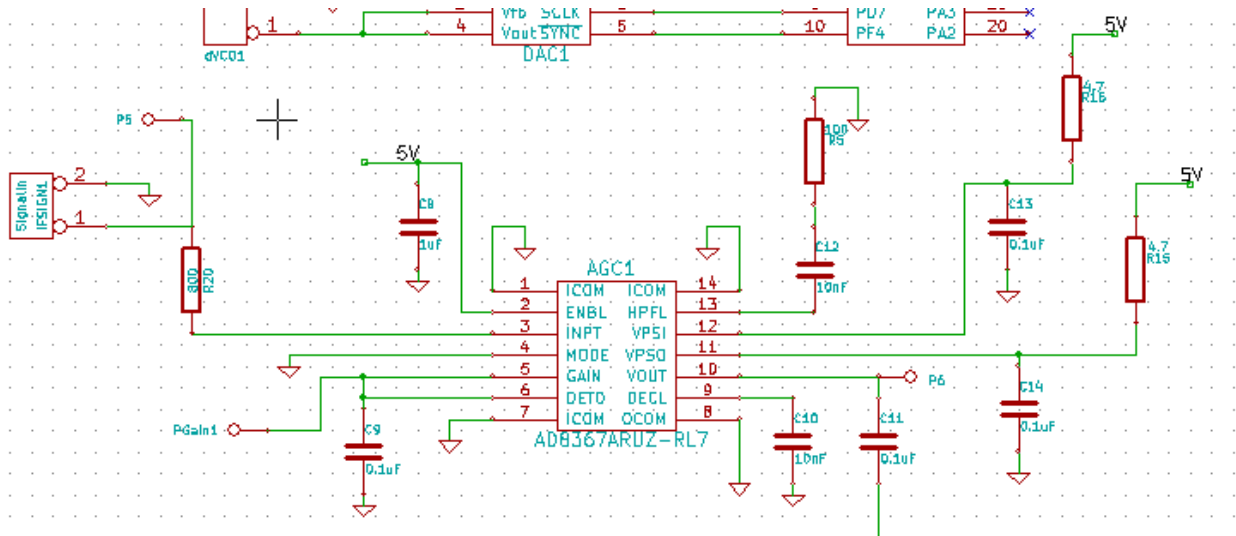 Vfb SCLK
1 4 Vout SYNC 5 10 PF4 PA2 20
PD7 PA3
dVCO1
DAC1
5V
4.7
R16
P5
100
R5
5V
5V
2
SignalIn
IFSIGN1
1
C8
1uF
C13
0.1uF
4.7
R15
C12
10nF
800
R20
AGC1
1 ICOM ICOM 14
2 ENBL HPFL 13
3 INPT VPSI 12
4 MODE VPSO 11
5 GAIN VOUT 10
6 DETO DECL 9
7 ICOM OCOM 8
AD8367ARUZ-RL7
P6
C14
0.1uF
PGain1
C9
0.1uF
C10
10nF
C11
0.1uF